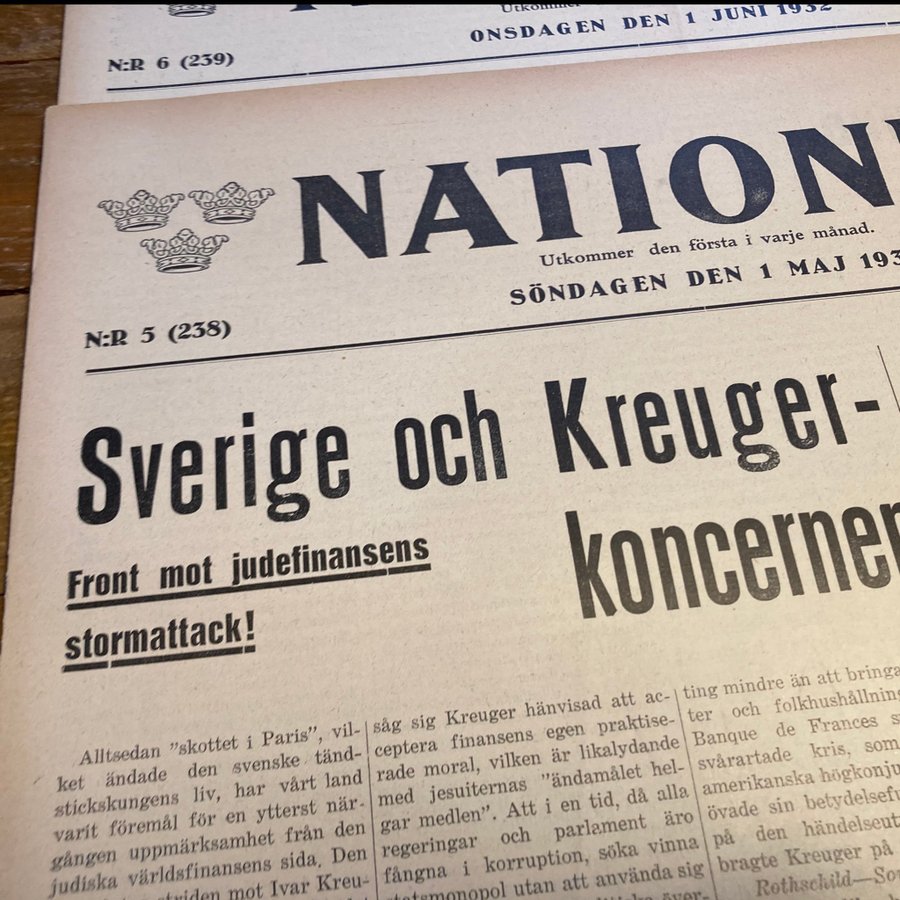 Utkommer
ONSDAGEN DEN 1 JUNI 1932
N:R 6 (239)
NATION
Utkommer den första i varje månad.
SÖNDAGEN DEN 1 MAJ 193
N:R 5 (238)
Sverige och Kreuger-
koncernen
Front mot judefinansens
stormattack!
Alltsedan ”skottet i Paris”, vil-
ket ändade den svenske tänd-
stickskungens liv, har vårt land
varit föremål för en ytterst när-
gången uppmärksamhet från den
judiska världsfinansens sida. Den
striden mot Ivar Kreu-
såg sig Kreuger hänvisad att ac-
ceptera finansens egen praktise-
rade moral, vilken är likalydande
med jesuiternas ”ändamålet hel-
gar medlen”. Att i en tid, då alla
regeringar och parlament äro
fångna i korruption, söka vinna
statsmonopol utan att använda sig
ting mindre än att bringa
ter och folkhushållnin
Banque de Frances s
svårartade kris, som
amerikanska högkonju
övade sin betydelsefu
på den händelseut
bragte Kreuger på
Rothschild—So